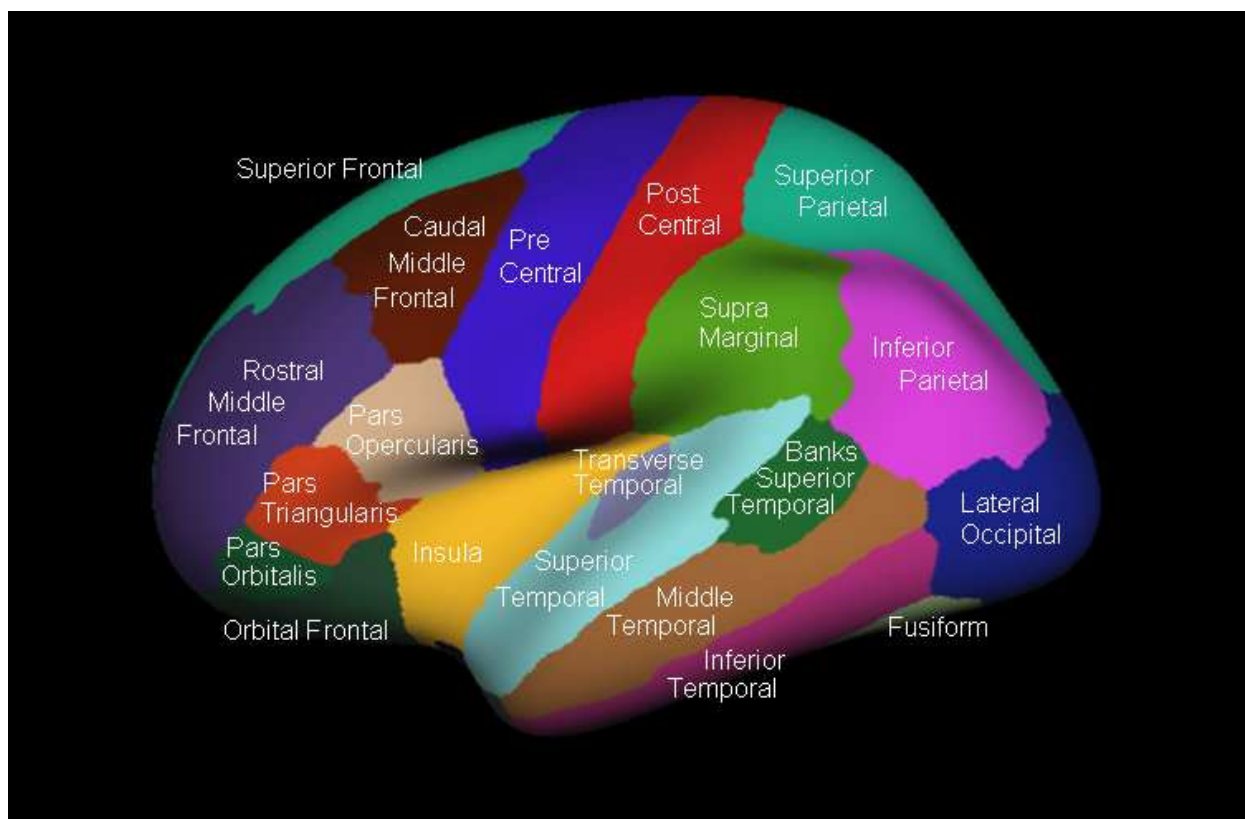 Superior Frontal
Caudal
Middle
Frontal
Pre
Central
Post
Central
Superior
Parietal
Supra
Marginal
Inferior
Parietal
Rostral
Middle
Frontal
Pars
Opercularis
Pars
Triangularis
Pars
Orbitalis
Orbital Frontal
Insula
Transverse
Temporal
Banks
Superior
Temporal
Superior
Temporal
Middle
Temporal
Inferior
Temporal
Lateral
Occipital
Fusiform